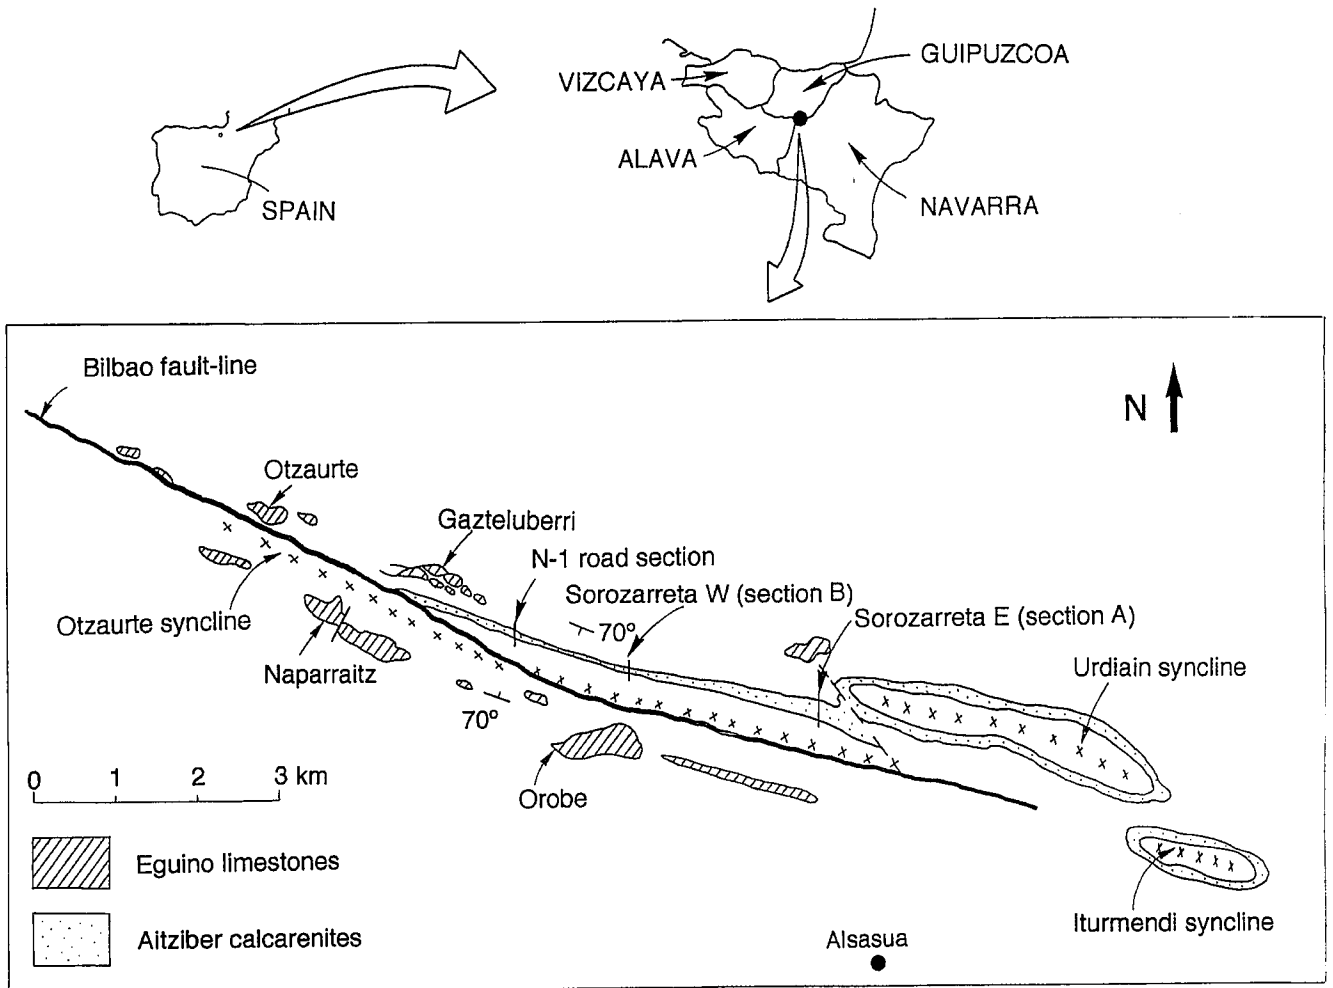 GUIPUZCOA
VIZCAYA
ALAVA
SPAIN
NAVARRA
Bilbao fault-line
N
Otzaurte
Gazteluberri
N-1 road section
Sorozarreta W (section B)
70º
Sorozarreta E (section A)
Otzaurte syncline
Urdiain syncline
Naparraitz
70º
0 1 2 3 km
Orobe
Eguino limestones
Iturmendi syncline
Aitziber calcarenites
Alsasua
x x x x x x x x x x x x x x x x x x x x x x x x
x x x x x x x x x
x x x x x